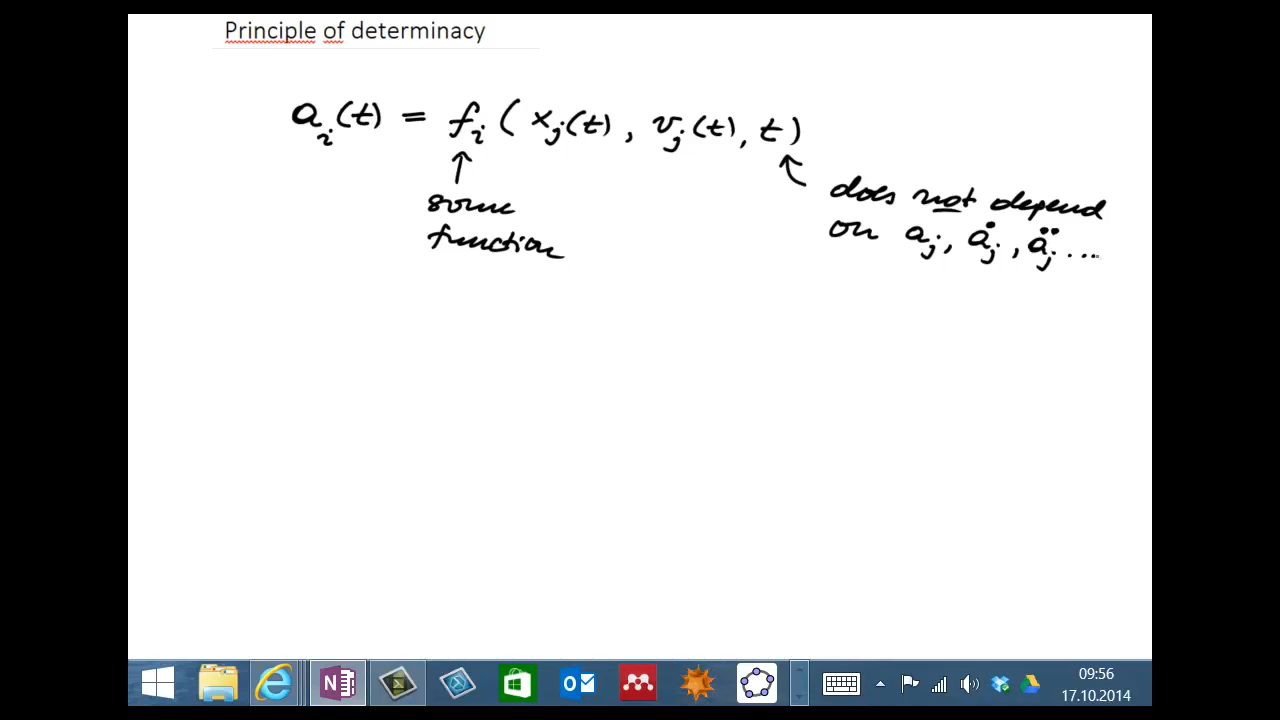 Principle of determinacy
a_i(t) = f_i ( x_j(t) , v_j(t) , t )
some
function
does not depend
on a_j , ȧ_j , ä_j ....
09:56
17.10.2014